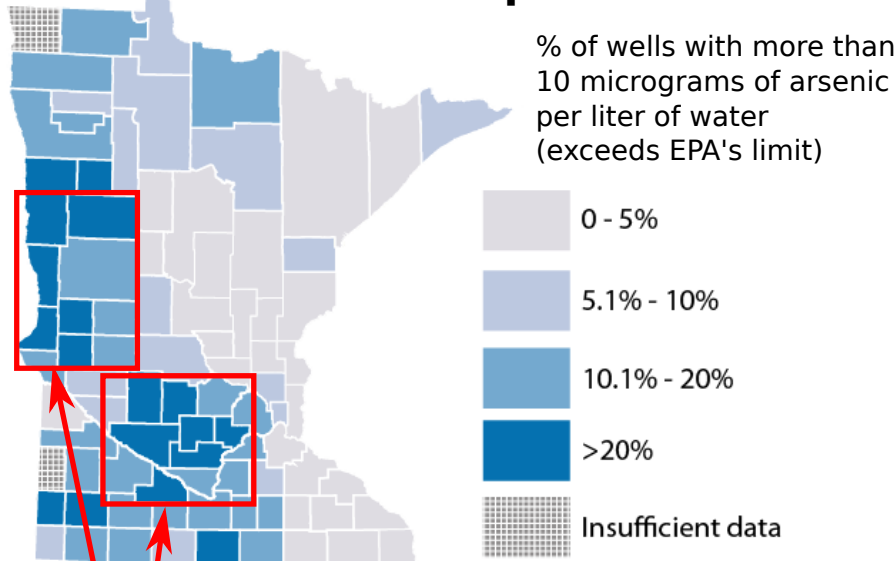 % of wells with more than
10 micrograms of arsenic
per liter of water
(exceeds EPA's limit)
0 - 5%
5.1% - 10%
10.1% - 20%
>20%
Insufficient data